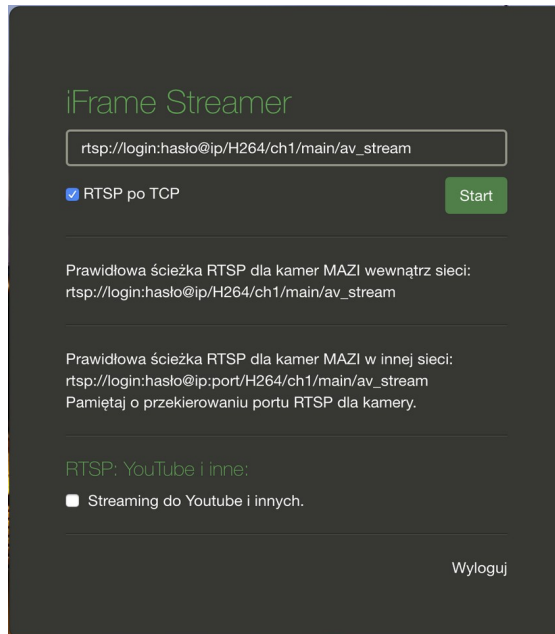 iFrame Streamer
rtsp://login:hasło@ip/H264/ch1/main/av_stream
RTSP po TCP
Start
Prawidłowa ścieżka RTSP dla kamer MAZI wewnątrz sieci:
rtsp://login:hasło@ip/H264/ch1/main/av_stream
Prawidłowa ścieżka RTSP dla kamer MAZI w innej sieci:
rtsp://login:hasło@ip:port/H264/ch1/main/av_stream
Pamiętaj o przekierowaniu portu RTSP dla kamery.
RTSP: YouTube i inne:
Streaming do Youtube i innych.
Wyloguj